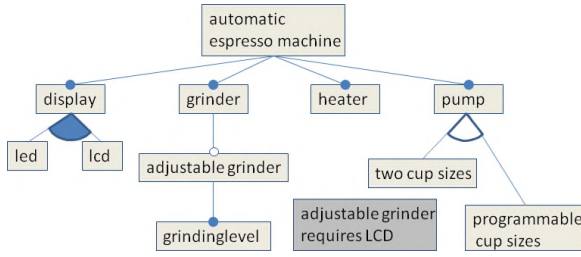 automatic
espresso machine
display
grinder
heater
pump
led
lcd
adjustable grinder
two cup sizes
grindinglevel
adjustable grinder
requires LCD
programmable
cup sizes